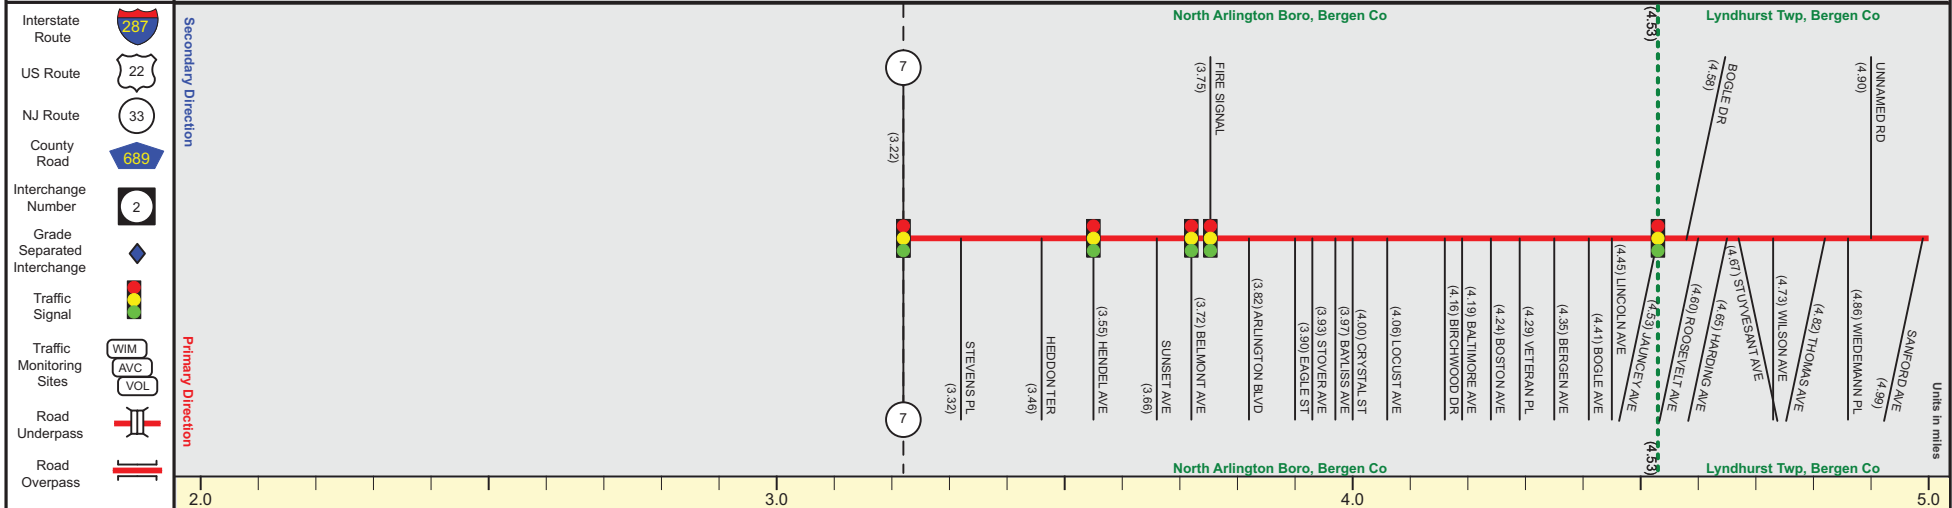 Interstate
Route
287
US Route
22
NJ Route
33
County
Road
689
Interchange
Number
2
Grade
Separated
Interchange
Traffic
Signal
Traffic
Monitoring
Sites
WIM
AVC
VOL
Road
Underpass
Road
Overpass
Secondary Direction
Primary Direction
North Arlington Boro, Bergen Co
Lyndhurst Twp, Bergen Co
(4.53)
7
(3.22)
FIRE SIGNAL
(3.75)
BOGLE DR
(4.58)
UNNAMED RD
(4.90)
STEVENS PL
(3.32)
HEDDON TER
(3.46)
(3.55) HENDEL AVE
SUNSET AVE
(3.66)
(3.72) BELMONT AVE
(3.82) ARLINGTON BLVD
(3.90) EAGLE ST
(3.93) STOVER AVE
(3.97) BAYLISS AVE
(4.00) CRYSTAL ST
(4.06) LOCUST AVE
(4.16) BIRCHWOOD DR
(4.19) BALTIMORE AVE
(4.24) BOSTON AVE
(4.29) VETERAN PL
(4.35) BERGEN AVE
(4.41) BOGLE AVE
(4.45) LINCOLN AVE
(4.53) JAUNCEY AVE
(4.60) ROOSEVELT AVE
(4.65) HARDING AVE
(4.67) STUYVESANT AVE
(4.73) WILSON AVE
(4.82) THOMAS AVE
(4.86) WIEDEMANN PL
SANFORD AVE
(4.99)
7
North Arlington Boro, Bergen Co
(4.53)
Lyndhurst Twp, Bergen Co
Units in miles
2.0
3.0
4.0
5.0